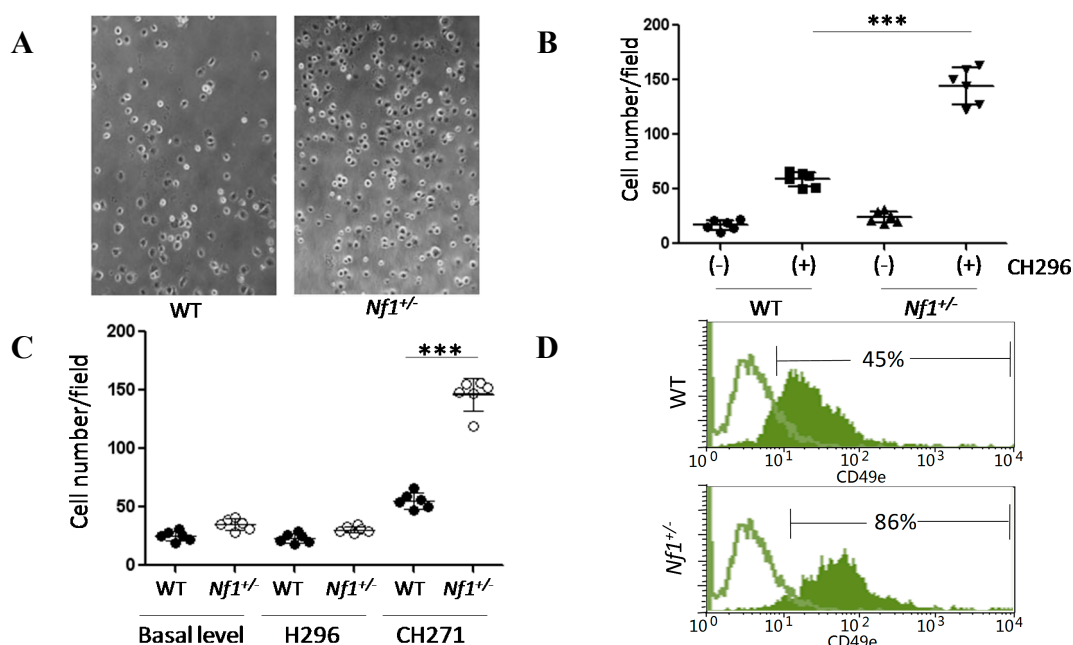 A
WT
Nf1+/-
B
200
150
100
50
0
Cell number/field
***
(-) (+) (-) (+) CH296
WT Nf1+/-
C
200
150
100
50
0
Cell number/field
***
WT Nf1+/- WT Nf1+/- WT Nf1+/-
Basal level H296 CH271
D
WT
45%
10^0 10^1 10^2 10^3 10^4
CD49e
Nf1+/-
86%
10^0 10^1 10^2 10^3 10^4
CD49e